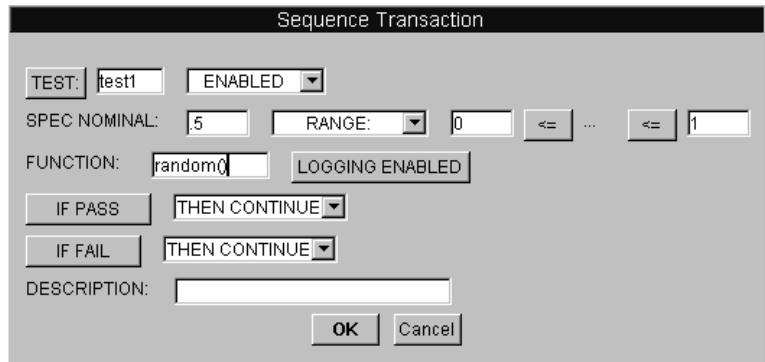 Sequence Transaction
TEST: test1 ENABLED
SPEC NOMINAL: .5 RANGE: 0 <= ... <= 1
FUNCTION: random() LOGGING ENABLED
IF PASS THEN CONTINUE
IF FAIL THEN CONTINUE
DESCRIPTION:
OK Cancel